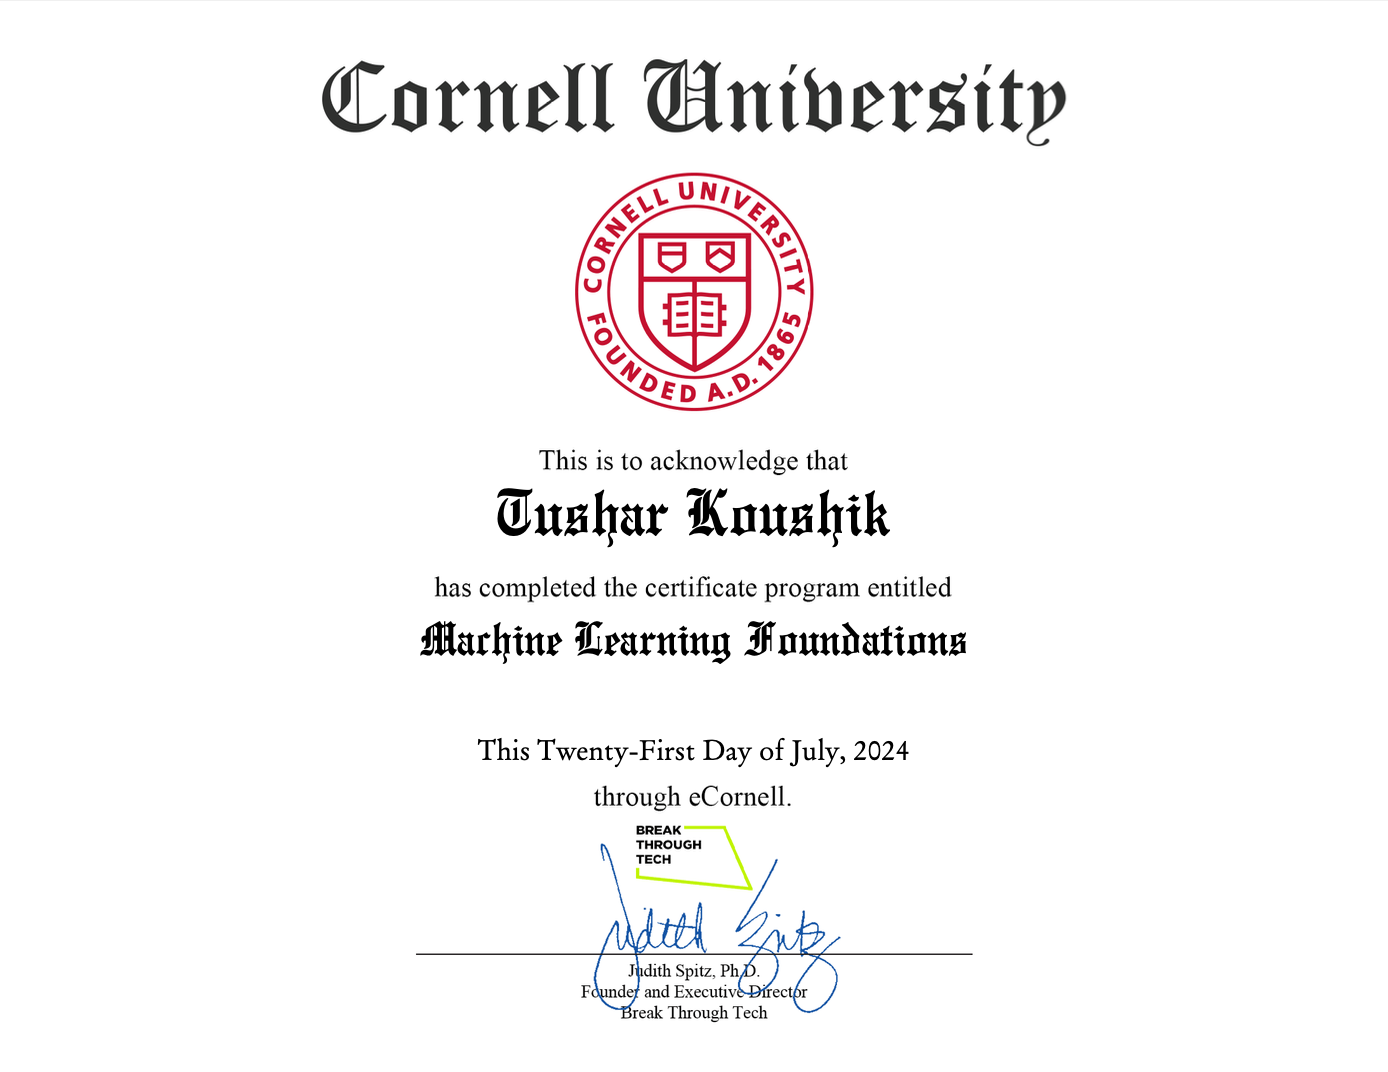 Cornell University
CORNELL UNIVERSITY
FOUNDED A.D. 1865
This is to acknowledge that
Tushar Koushik
has completed the certificate program entitled
Machine Learning Foundations
This Twenty-First Day of July, 2024
through eCornell.
BREAK
THROUGH
TECH
Judith Spitz
Judith Spitz, Ph.D.
Founder and Executive Director
Break Through Tech